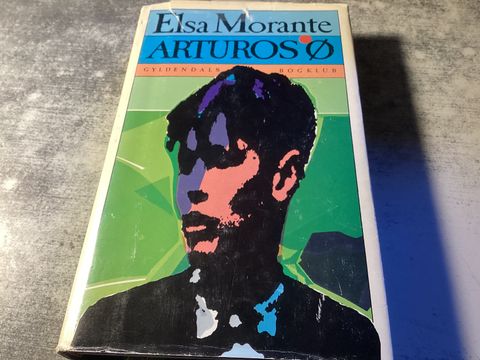 Elsa Morante
ARTUROS Ø
GYLDENDALS BOGKLUB